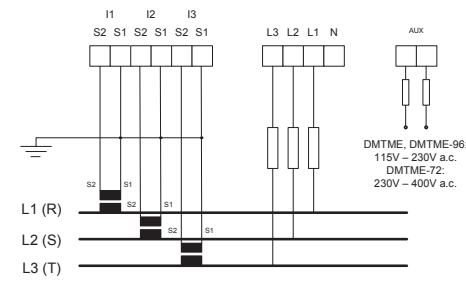 I1 I2 I3
S2 S1 S2 S1 S2 S1 L3 L2 L1 N AUX
DMTME, DMTME-96:
115V – 230V a.c.
DMTME-72:
230V – 400V a.c.
S2 S1
L1 (R) S2 S1
L2 (S) S2 S1
L3 (T)